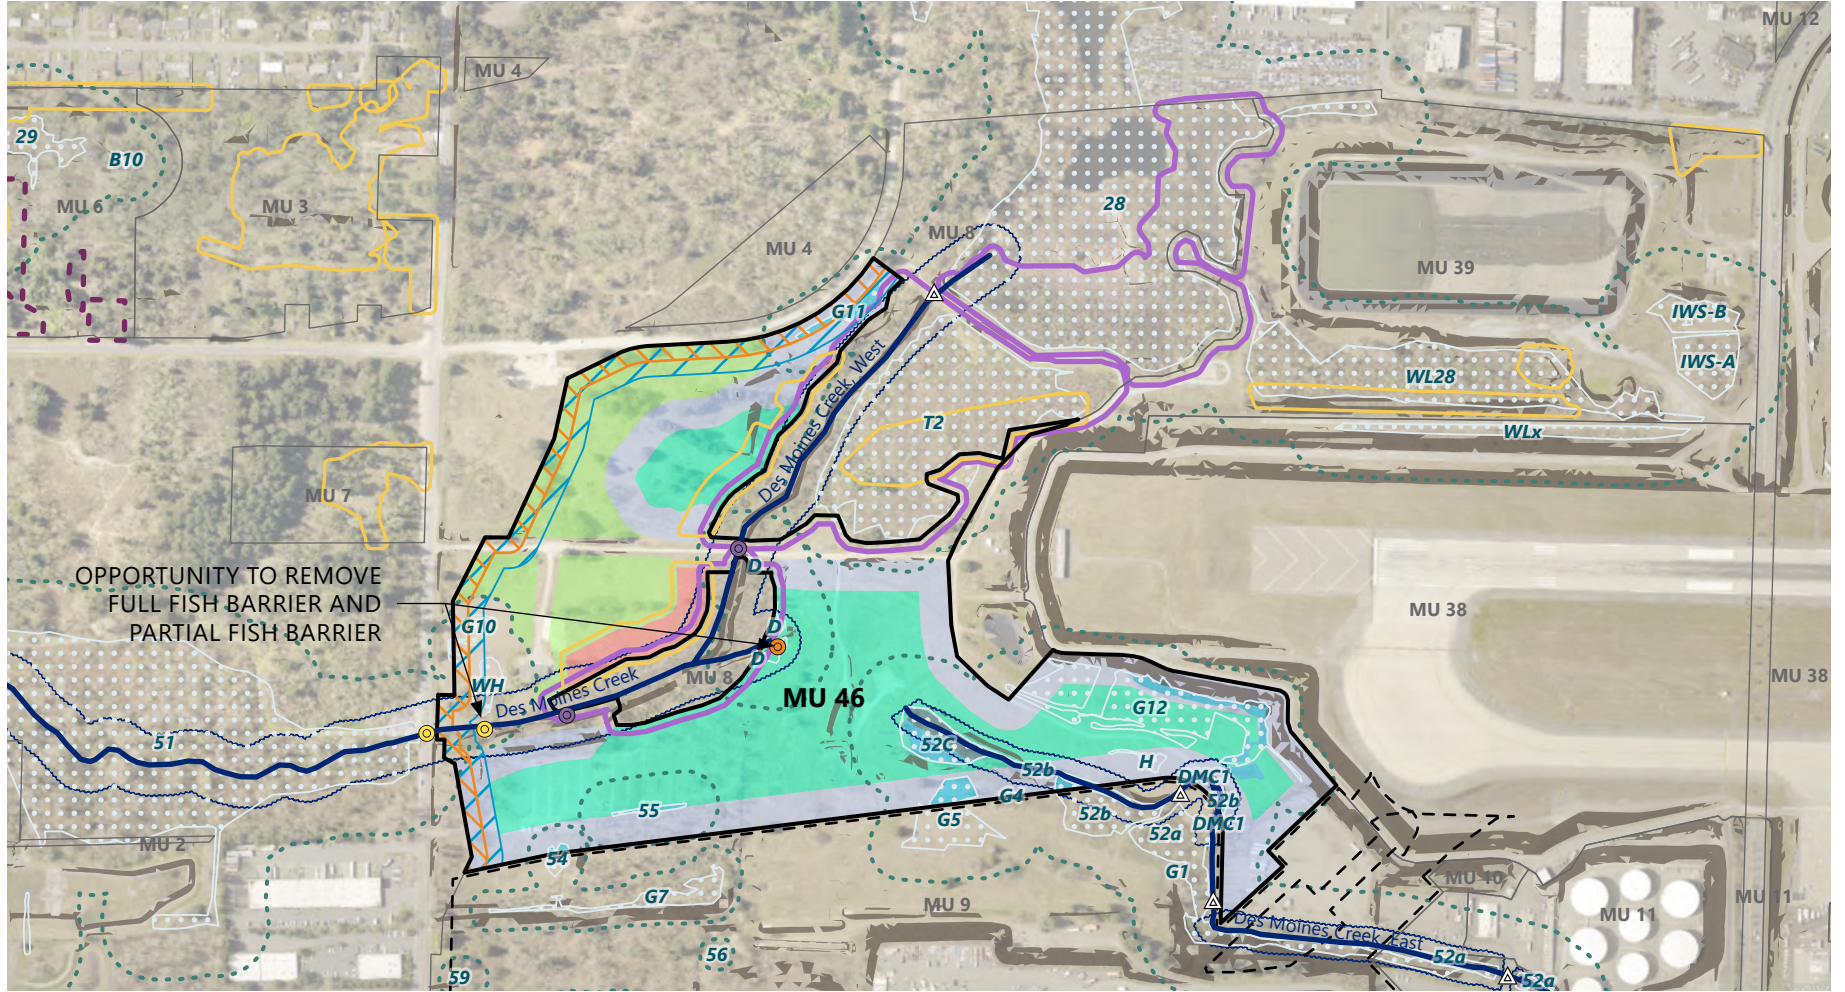 MU 12
MU 4
29
B10
MU 6
MU 3
28
MU 8
MU 4
MU 39
G11
IWS-B
IWS-A
WL28
Des Moines Creek, West
T2
WLx
MU 7
OPPORTUNITY TO REMOVE
FULL FISH BARRIER AND
PARTIAL FISH BARRIER
D
MU 38
G10
D
D
MU 8
MU 38
WH
Des Moines Creek
MU 46
G12
51
52C
H
52b
DMC1
G4
52b
55
G5
52b
DMC1
52a
MU 2
54
G1
MU 10
G7
MU 9
MU 11
MU 11
Des Moines Creek, East
56
52a
59
52a